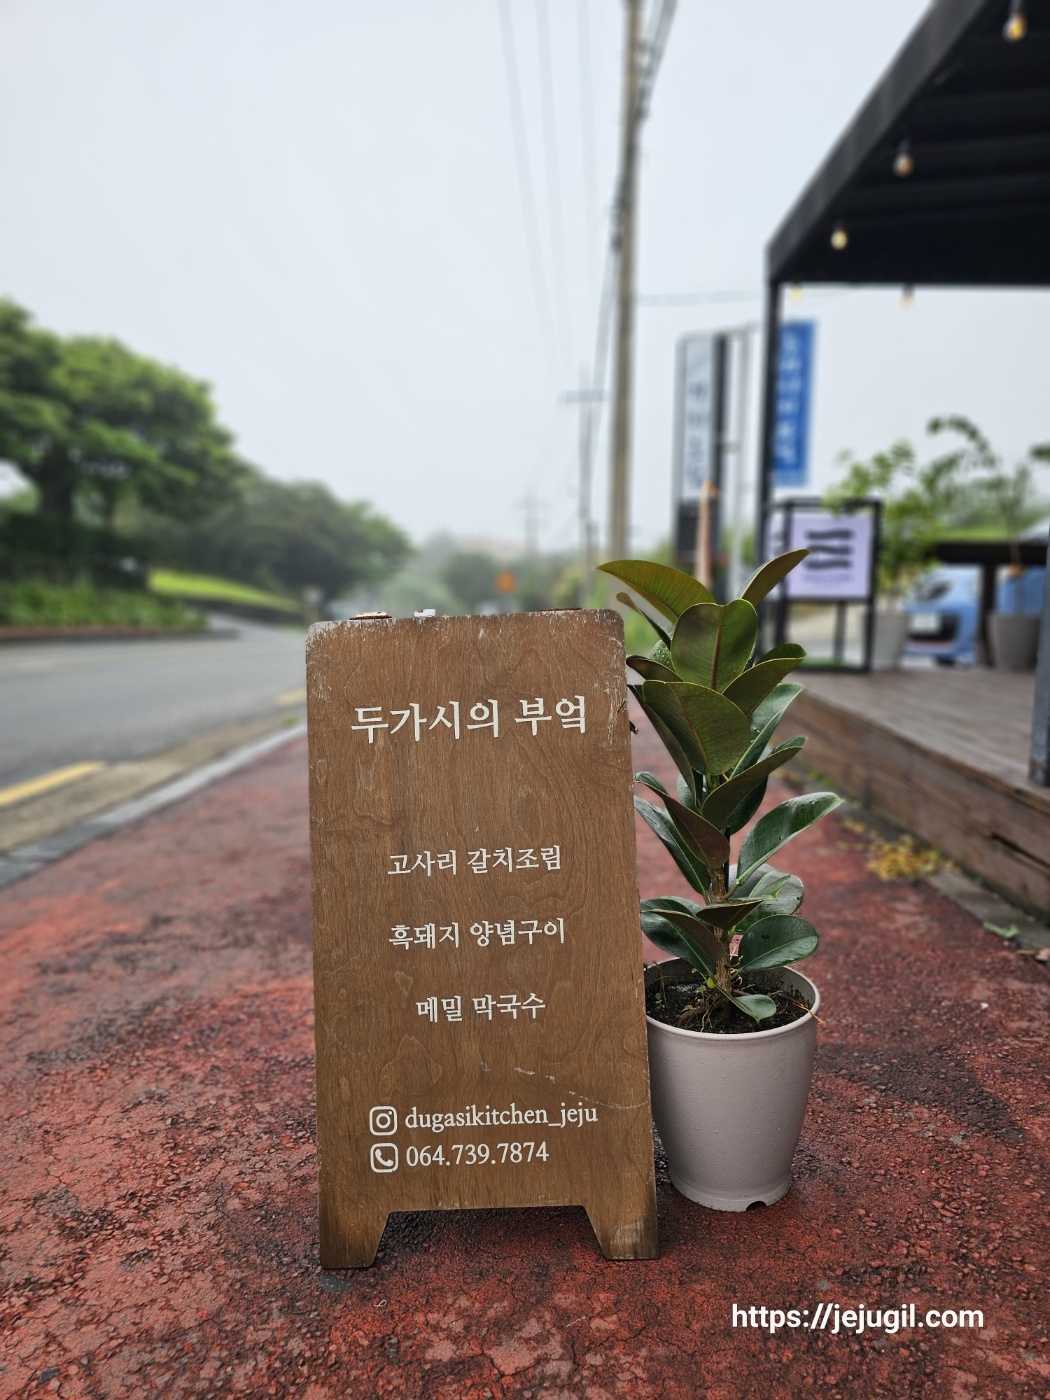 두가시의 부엌
고사리 갈치조림
흑돼지 양념구이
메밀 막국수
dugasikitchen_jeju
064.739.7874
https://jejugil.com